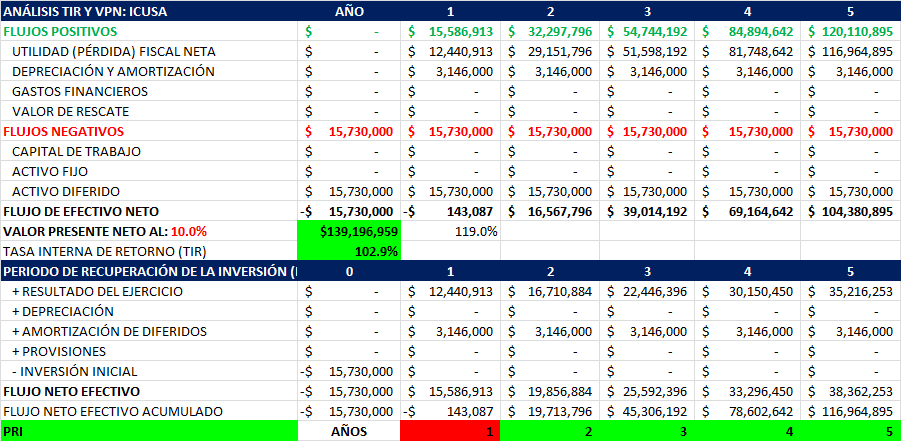 ANÁLISIS TIR Y VPN: ICUSA AÑO 1 2 3 4 5
FLUJOS POSITIVOS $ - $ 15,586,913 $ 32,297,796 $ 54,744,192 $ 84,894,642 $ 120,110,895
UTILIDAD (PÉRDIDA) FISCAL NETA $ - $ 12,440,913 $ 29,151,796 $ 51,598,192 $ 81,748,642 $ 116,964,895
DEPRECIACIÓN Y AMORTIZACIÓN $ - $ 3,146,000 $ 3,146,000 $ 3,146,000 $ 3,146,000 $ 3,146,000
GASTOS FINANCIEROS $ - $ - $ - $ - $ - $ -
VALOR DE RESCATE $ - $ - $ - $ - $ - $ -
FLUJOS NEGATIVOS $ 15,730,000 $ 15,730,000 $ 15,730,000 $ 15,730,000 $ 15,730,000 $ 15,730,000
CAPITAL DE TRABAJO $ - $ - $ - $ - $ - $ -
ACTIVO FIJO $ - $ - $ - $ - $ - $ -
ACTIVO DIFERIDO $ 15,730,000 $ 15,730,000 $ 15,730,000 $ 15,730,000 $ 15,730,000 $ 15,730,000
FLUJO DE EFECTIVO NETO -$ 15,730,000 -$ 143,087 $ 16,567,796 $ 39,014,192 $ 69,164,642 $ 104,380,895
VALOR PRESENTE NETO AL: 10.0% $139,196,959 119.0%
TASA INTERNA DE RETORNO (TIR) 102.9%
PERIODO DE RECUPERACIÓN DE LA INVERSIÓN ( 0 1 2 3 4 5
+ RESULTADO DEL EJERCICIO $ - $ 12,440,913 $ 16,710,884 $ 22,446,396 $ 30,150,450 $ 35,216,253
+ DEPRECIACIÓN $ - $ - $ - $ - $ - $ -
+ AMORTIZACIÓN DE DIFERIDOS $ - $ 3,146,000 $ 3,146,000 $ 3,146,000 $ 3,146,000 $ 3,146,000
+ PROVISIONES $ - $ - $ - $ - $ - $ -
- INVERSIÓN INICIAL -$ 15,730,000 $ - $ - $ - $ - $ -
FLUJO NETO EFECTIVO -$ 15,730,000 $ 15,586,913 $ 19,856,884 $ 25,592,396 $ 33,296,450 $ 38,362,253
FLUJO NETO EFECTIVO ACUMULADO -$ 15,730,000 -$ 143,087 $ 19,713,796 $ 45,306,192 $ 78,602,642 $ 116,964,895
PRI AÑOS 1 2 3 4 5